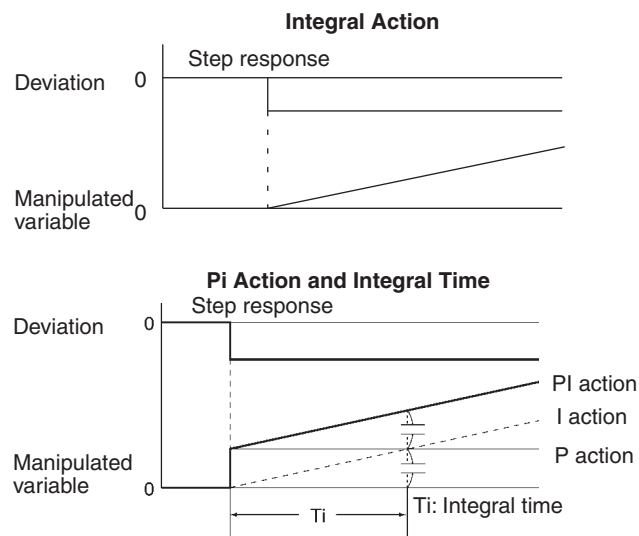 Integral Action
Step response
Deviation 0
Manipulated
variable 0
Pi Action and Integral Time
Step response
Deviation 0
PI action
I action
P action
Manipulated
variable 0
Ti: Integral time
Ti